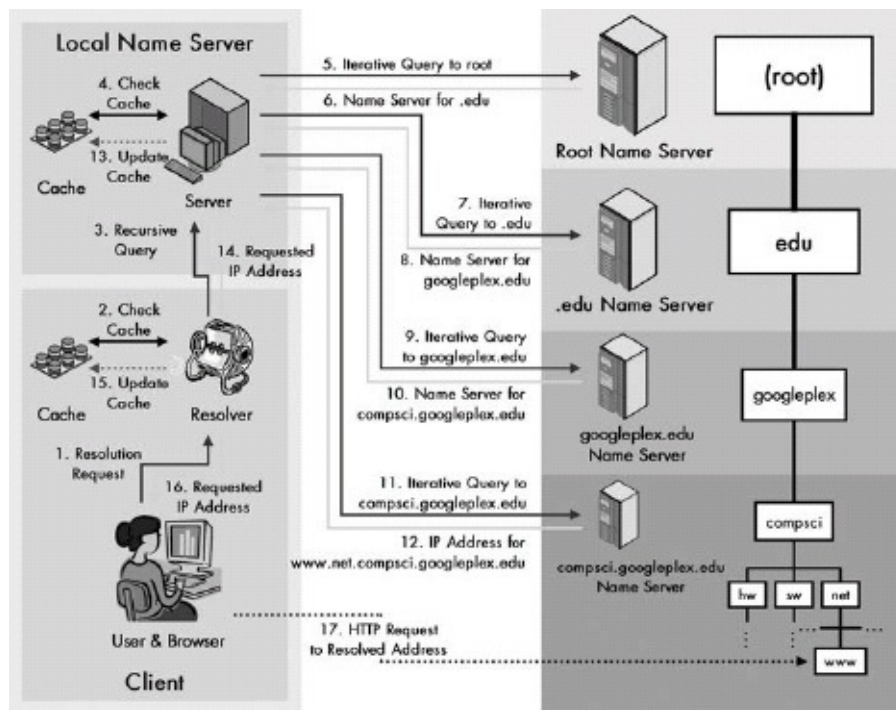 Local Name Server
4. Check
Cache
13. Update
Cache
Cache
Server
3. Recursive
Query
14. Requested
IP Address
2. Check
Cache
15. Update
Cache
Cache
Resolver
1. Resolution
Request
16. Requested
IP Address
User & Browser
Client
5. Iterative Query to root
6. Name Server for .edu
7. Iterative
Query to .edu
8. Name Server for
googleplex.edu
9. Iterative Query
to googleplex.edu
10. Name Server for
compsci.googleplex.edu
11. Iterative Query to
compsci.googleplex.edu
12. IP Address for
www.net.compsci.googleplex.edu
17. HTTP Request
to Resolved Address
Root Name Server
.edu Name Server
googleplex.edu
Name Server
compsci.googleplex.edu
Name Server
(root)
edu
googleplex
compsci
hw
sw
net
www